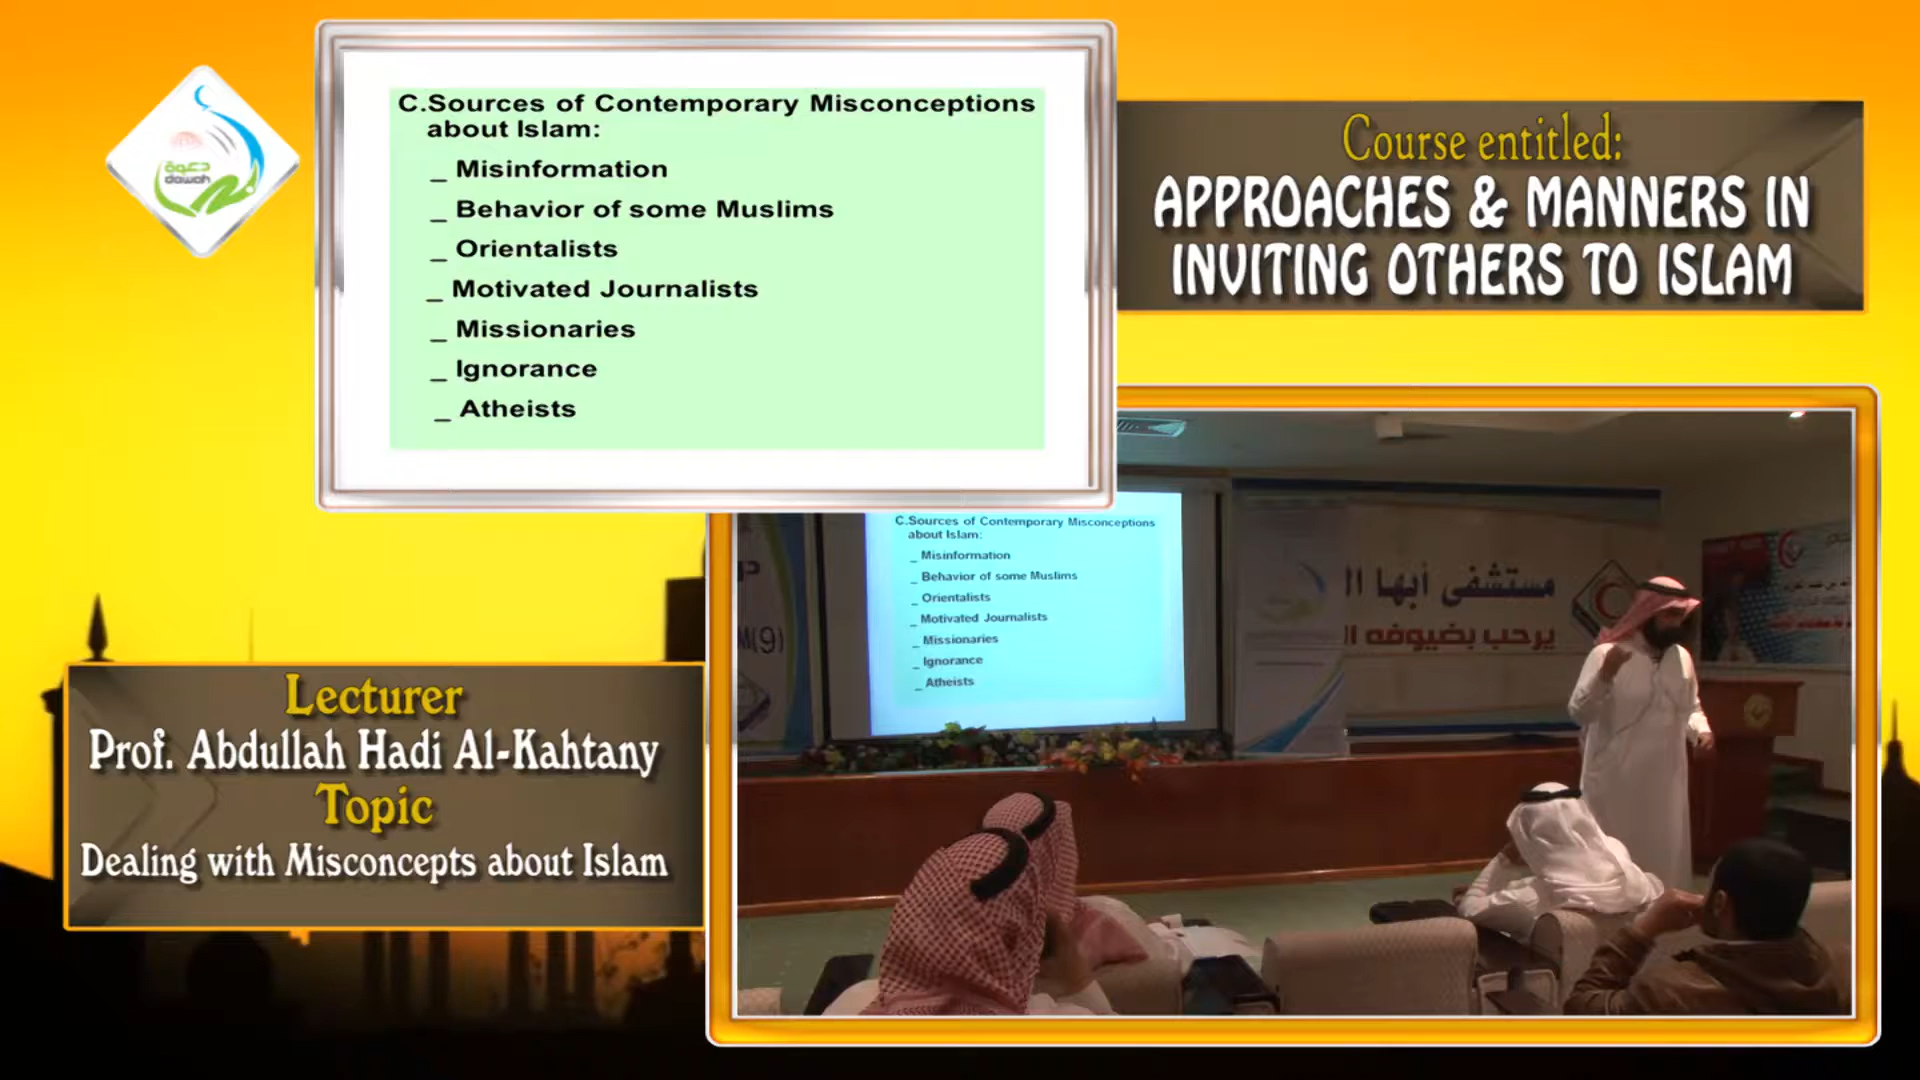 دعوة
dawah
C.Sources of Contemporary Misconceptions
about Islam:
_ Misinformation
_ Behavior of some Muslims
_ Orientalists
_ Motivated Journalists
_ Missionaries
_ Ignorance
_ Atheists
Course entitled:
APPROACHES & MANNERS IN
INVITING OTHERS TO ISLAM
C.Sources of Contemporary Misconceptions
about Islam:
_ Misinformation
_ Behavior of some Muslims
_ Orientalists
_ Motivated Journalists
_ Missionaries
_ Ignorance
_ Atheists
(9)
مستشفى أبها ال
يرحب بضيوفه ال
Lecturer
Prof. Abdullah Hadi Al-Kahtany
Topic
Dealing with Misconcepts about Islam